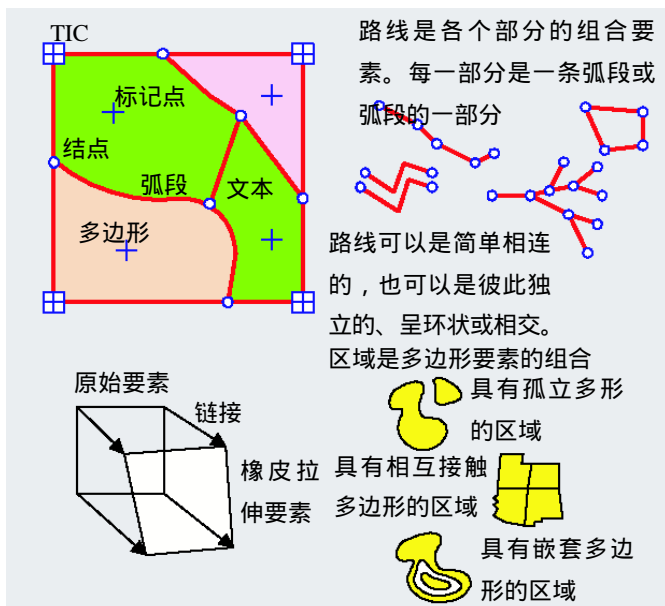 TIC
标记点
结点
弧段
文本
多边形
路线是各个部分的组合要
素。每一部分是一条弧段或
弧段的一部分
路线可以是简单相连
的，也可以是彼此独
立的、呈环状或相交。
区域是多边形要素的组合
原始要素
链接
橡皮拉
伸要素
具有孤立多形
的区域
具有相互接触
多边形的区域
具有嵌套多边
形的区域